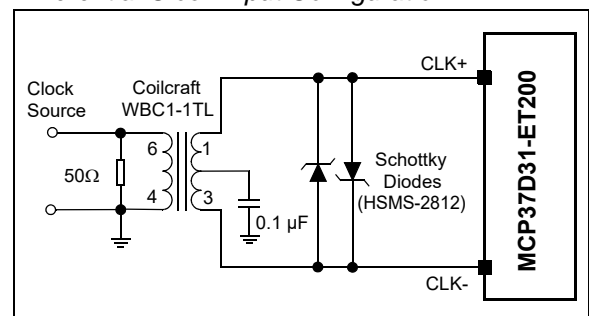 Clock
Source
Coilcraft
WBC1-1TL
6
1
4
3
50Ω
0.1 µF
CLK+
Schottky
Diodes
(HSMS-2812)
CLK-
MCP37D31-ET200